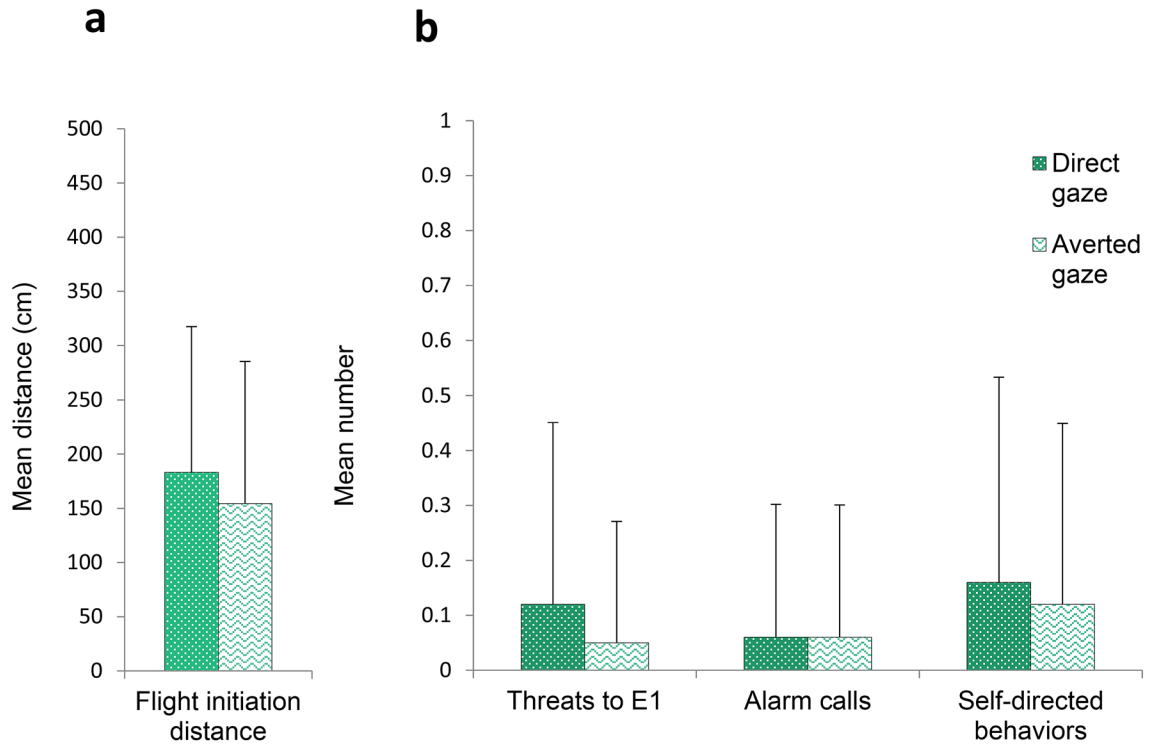 a
b
500
450
400
350
300
250
200
150
100
50
0
Mean distance (cm)
Flight initiation
distance
1
0.9
0.8
0.7
0.6
0.5
0.4
0.3
0.2
0.1
0
Mean number
Threats to E1
Alarm calls
Self-directed
behaviors
Direct
gaze
Averted
gaze